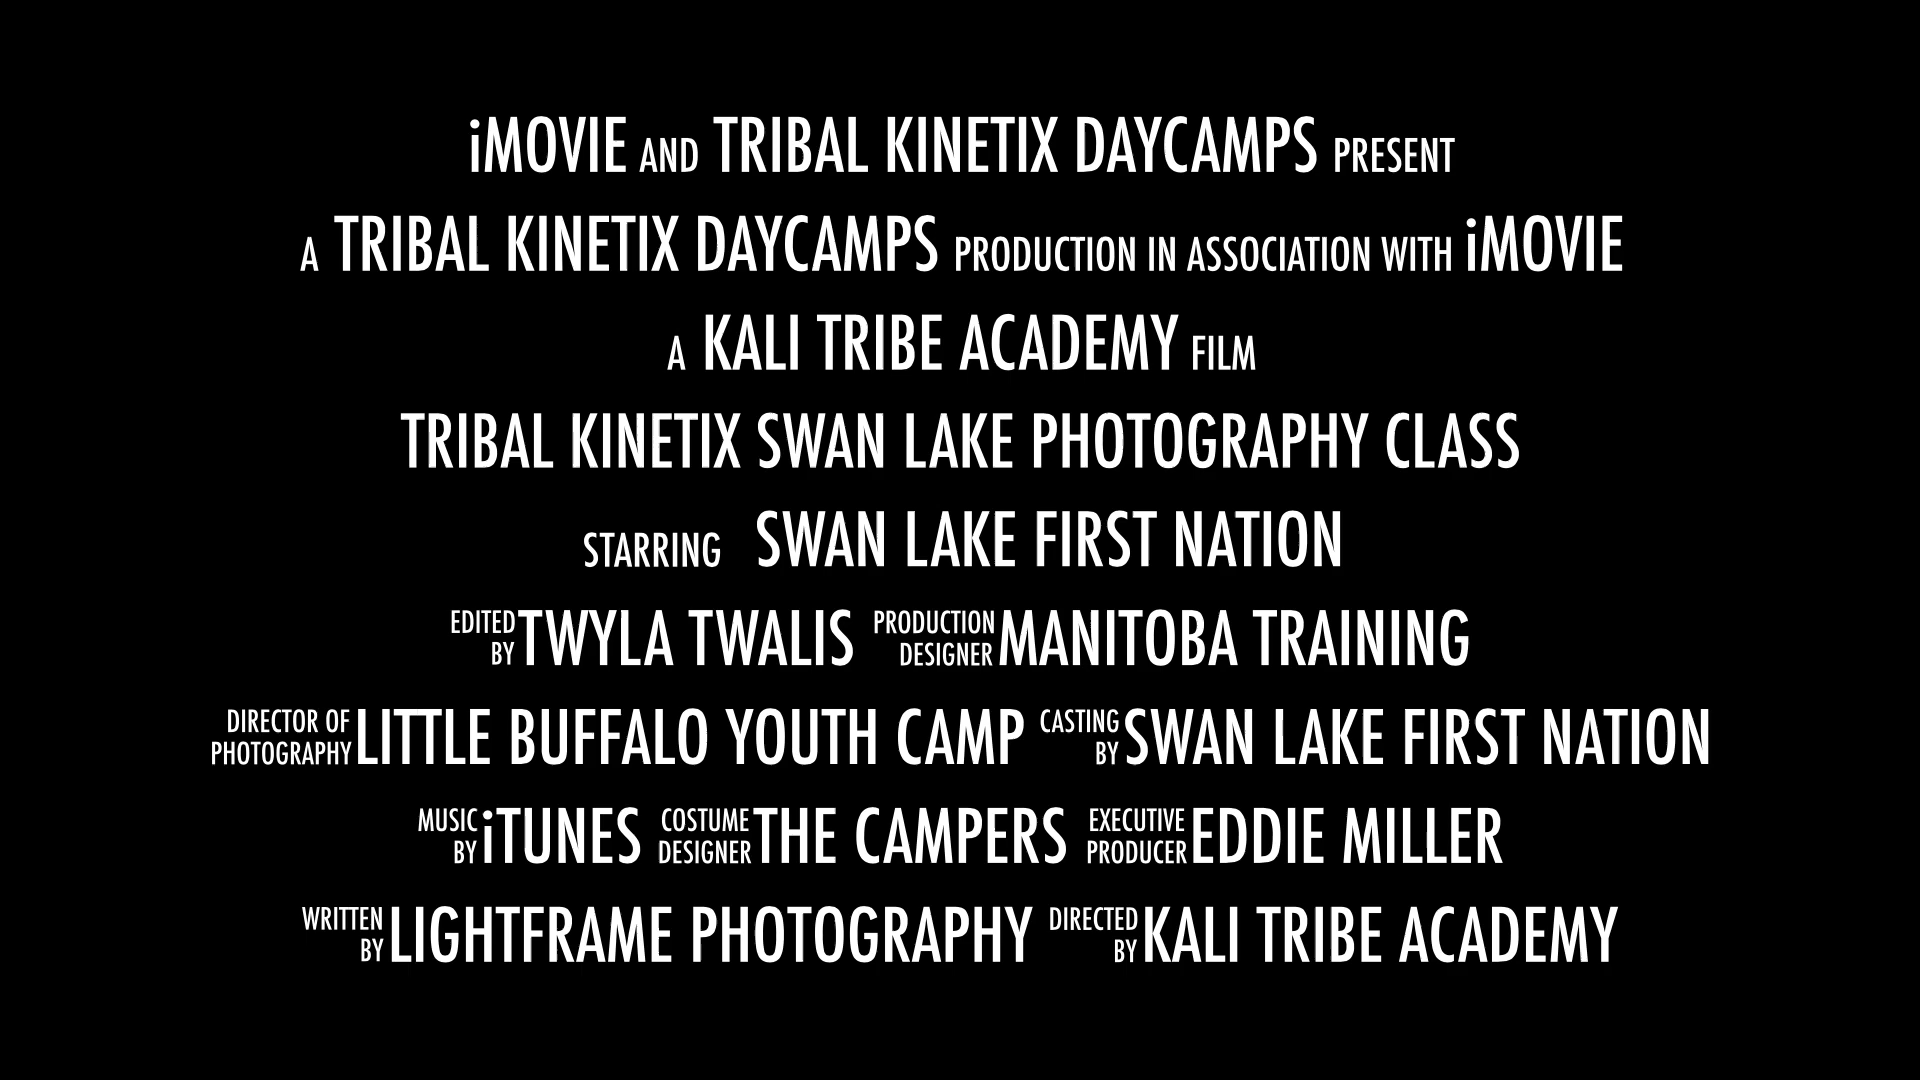 iMOVIE AND TRIBAL KINETIX DAYCAMPS PRESENT
A TRIBAL KINETIX DAYCAMPS PRODUCTION IN ASSOCIATION WITH iMOVIE
A KALI TRIBE ACADEMY FILM
TRIBAL KINETIX SWAN LAKE PHOTOGRAPHY CLASS
STARRING SWAN LAKE FIRST NATION
EDITED BY TWYLA TWALIS PRODUCTION DESIGNER MANITOBA TRAINING
DIRECTOR OF PHOTOGRAPHY LITTLE BUFFALO YOUTH CAMP CASTING BY SWAN LAKE FIRST NATION
MUSIC BY iTUNES COSTUME DESIGNER THE CAMPERS EXECUTIVE PRODUCER EDDIE MILLER
WRITTEN BY LIGHTFRAME PHOTOGRAPHY DIRECTED BY KALI TRIBE ACADEMY